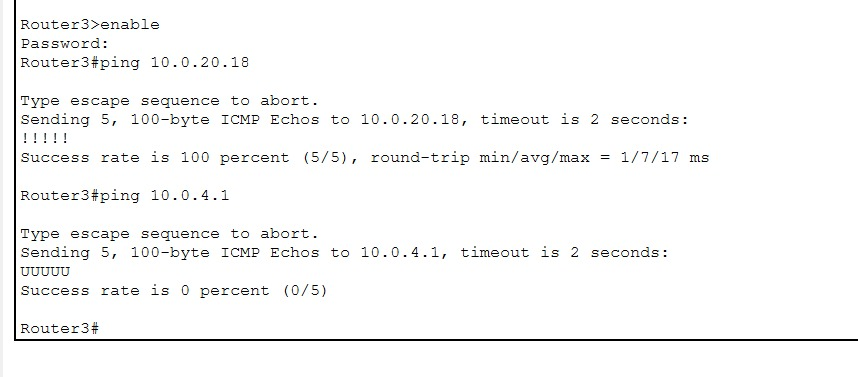 Router3>enable
Password:
Router3#ping 10.0.20.18
Type escape sequence to abort.
Sending 5, 100-byte ICMP Echos to 10.0.20.18, timeout is 2 seconds:
!!!!!
Success rate is 100 percent (5/5), round-trip min/avg/max = 1/7/17 ms
Router3#ping 10.0.4.1
Type escape sequence to abort.
Sending 5, 100-byte ICMP Echos to 10.0.4.1, timeout is 2 seconds:
UUUUU
Success rate is 0 percent (0/5)
Router3#